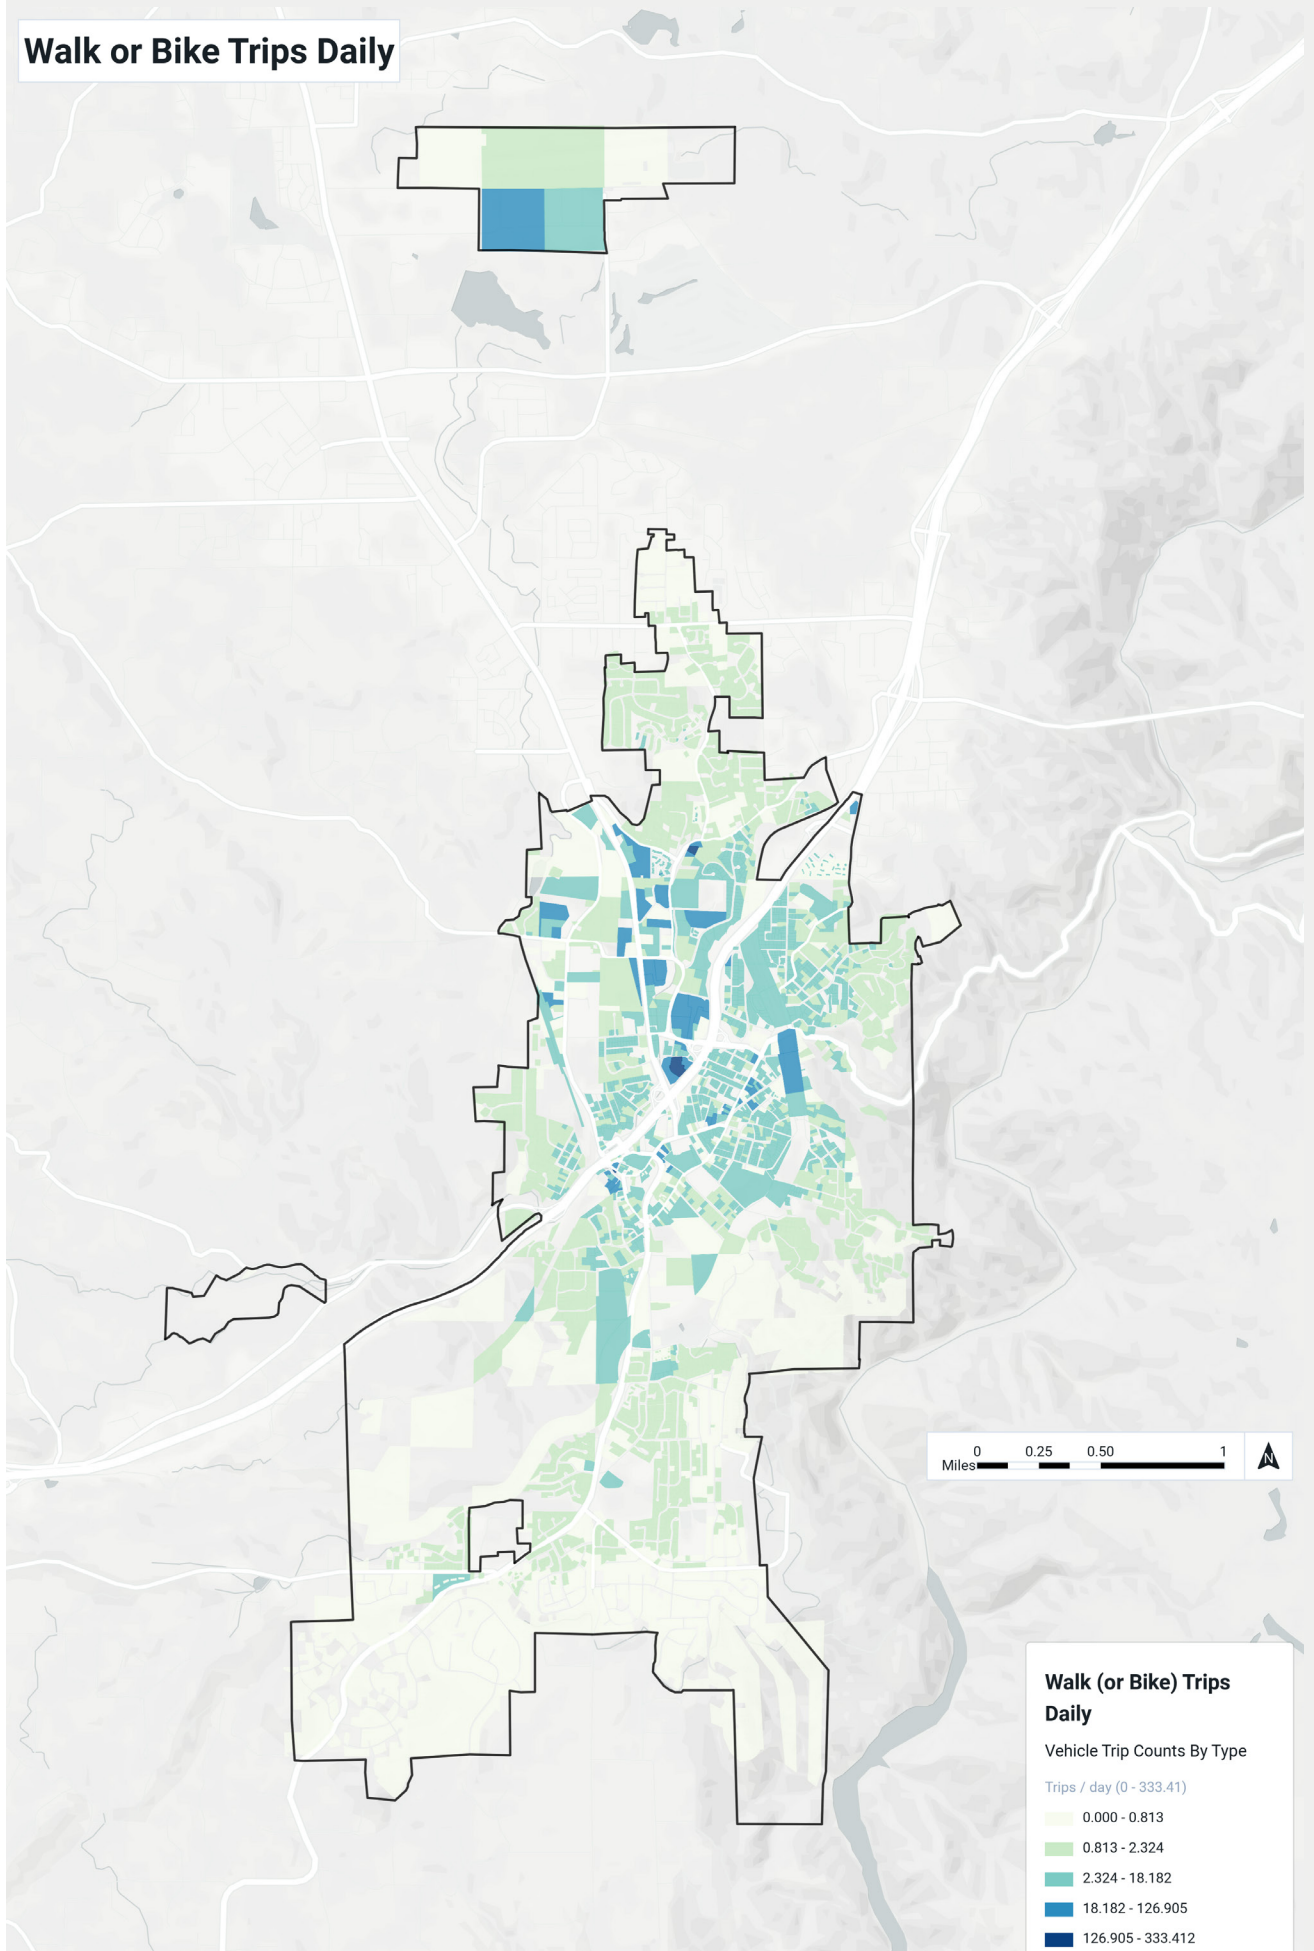 Walk or Bike Trips Daily
0 0.25 0.50 1
Miles
N
Walk (or Bike) Trips
Daily
Vehicle Trip Counts By Type
Trips / day (0 - 333.41)
0.000 - 0.813
0.813 - 2.324
2.324 - 18.182
18.182 - 126.905
126.905 - 333.412